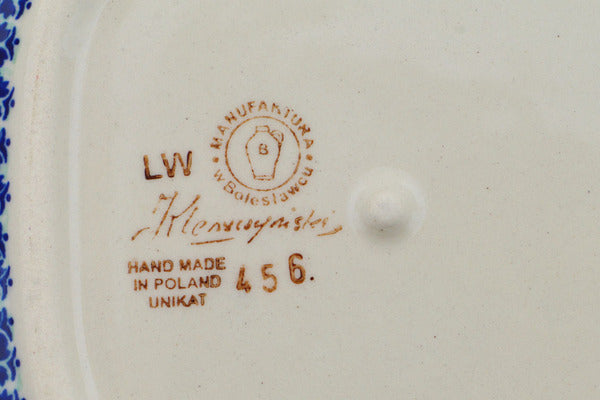 MANUFAKTURA
B
w Bolesławcu
LW
HAND MADE
IN POLAND
UNIKAT
456.